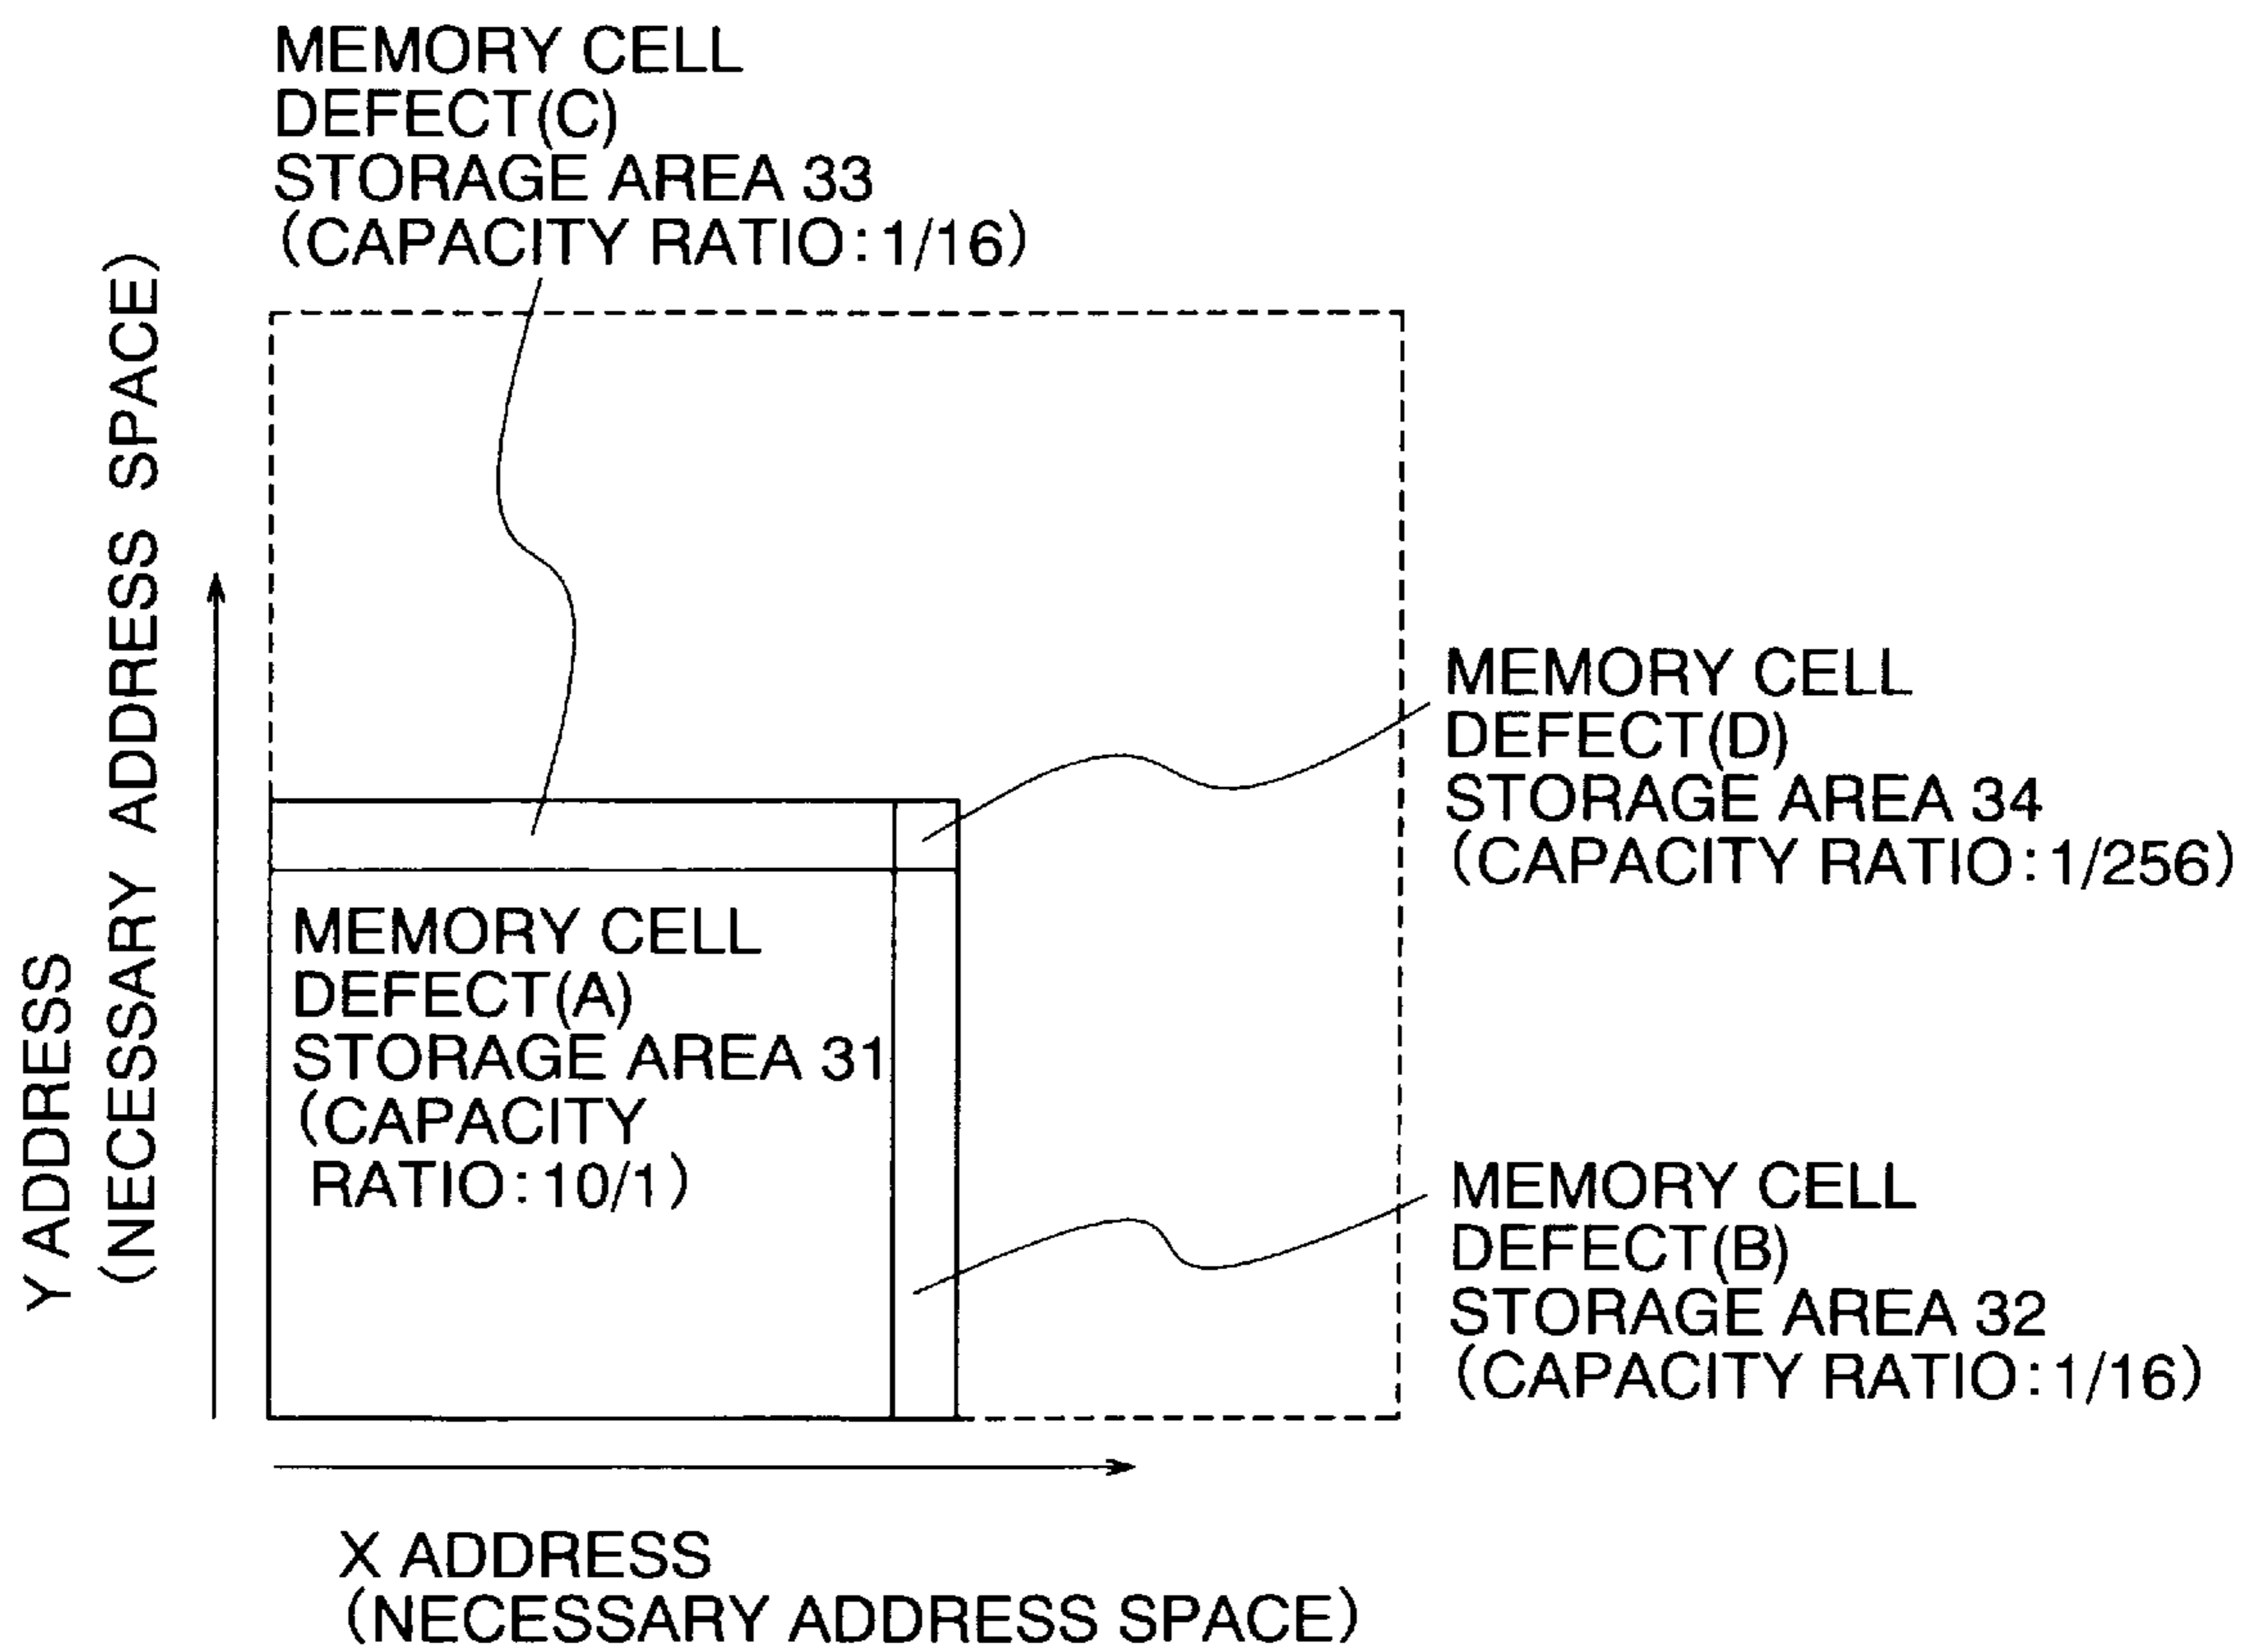 MEMORY CELL
DEFECT(C)
STORAGE AREA 33
(CAPACITY RATIO:1/16)
Y ADDRESS
(NECESSARY ADDRESS SPACE)
MEMORY CELL
DEFECT(D)
STORAGE AREA 34
(CAPACITY RATIO:1/256)
MEMORY CELL
DEFECT(A)
STORAGE AREA 31
(CAPACITY
RATIO:10/1)
MEMORY CELL
DEFECT(B)
STORAGE AREA 32
(CAPACITY RATIO:1/16)
X ADDRESS
(NECESSARY ADDRESS SPACE)